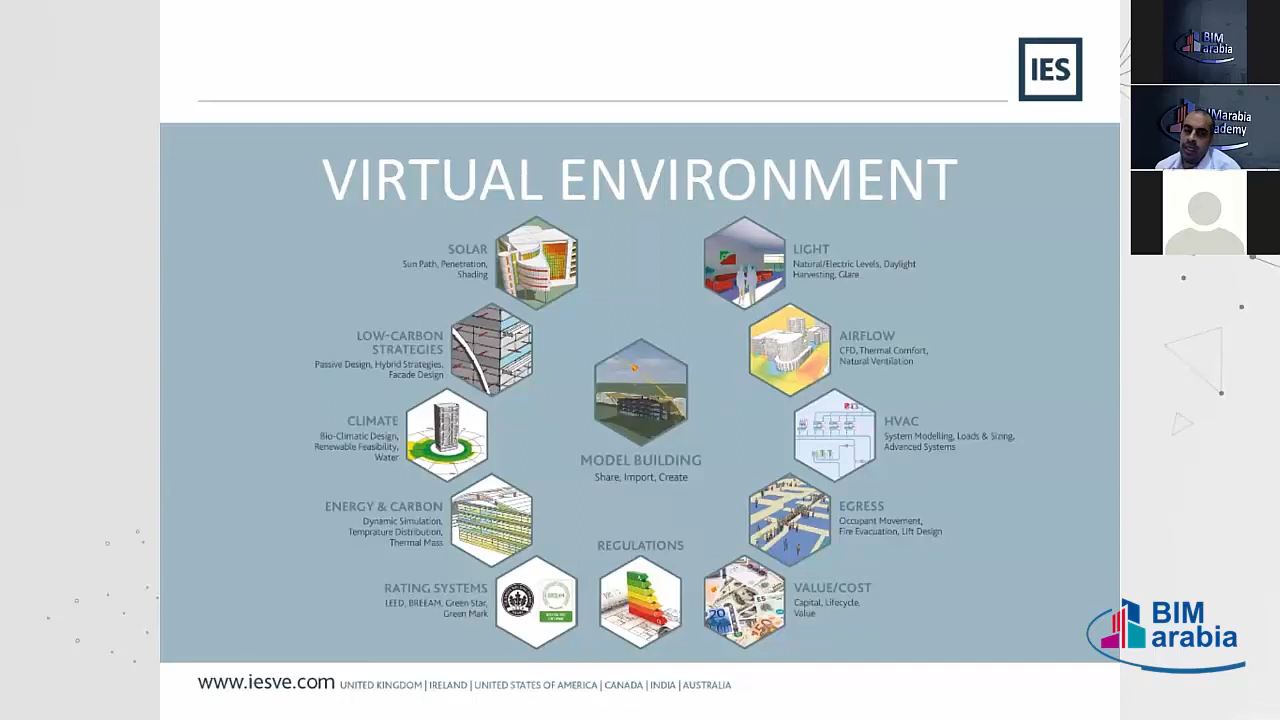 IES
VIRTUAL ENVIRONMENT
SOLAR
Sun Path, Penetration,
Shading
LIGHT
Natural/Electric Levels, Daylight
Harvesting, Glare
LOW-CARBON
STRATEGIES
Passive Design, Hybrid Strategies,
Facade Design
AIRFLOW
CFD, Thermal Comfort,
Natural Ventilation
CLIMATE
Bio-Climatic Design,
Renewable Feasibility,
Water
HVAC
System Modelling, Loads & Sizing,
Advanced Systems
MODEL BUILDING
Share, Import, Create
ENERGY & CARBON
Dynamic Simulation,
Temprature Distribution,
Thermal Mass
EGRESS
Occupant Movement,
Fire Evacuation, Lift Design
REGULATIONS
RATING SYSTEMS
LEED, BREEAM, Green Star,
Green Mark
VALUE/COST
Capital, Lifecycle,
Value
www.iesve.com UNITED KINGDOM | IRELAND | UNITED STATES OF AMERICA | CANADA | INDIA | AUSTRALIA
BIM
arabia
BIM
arabia